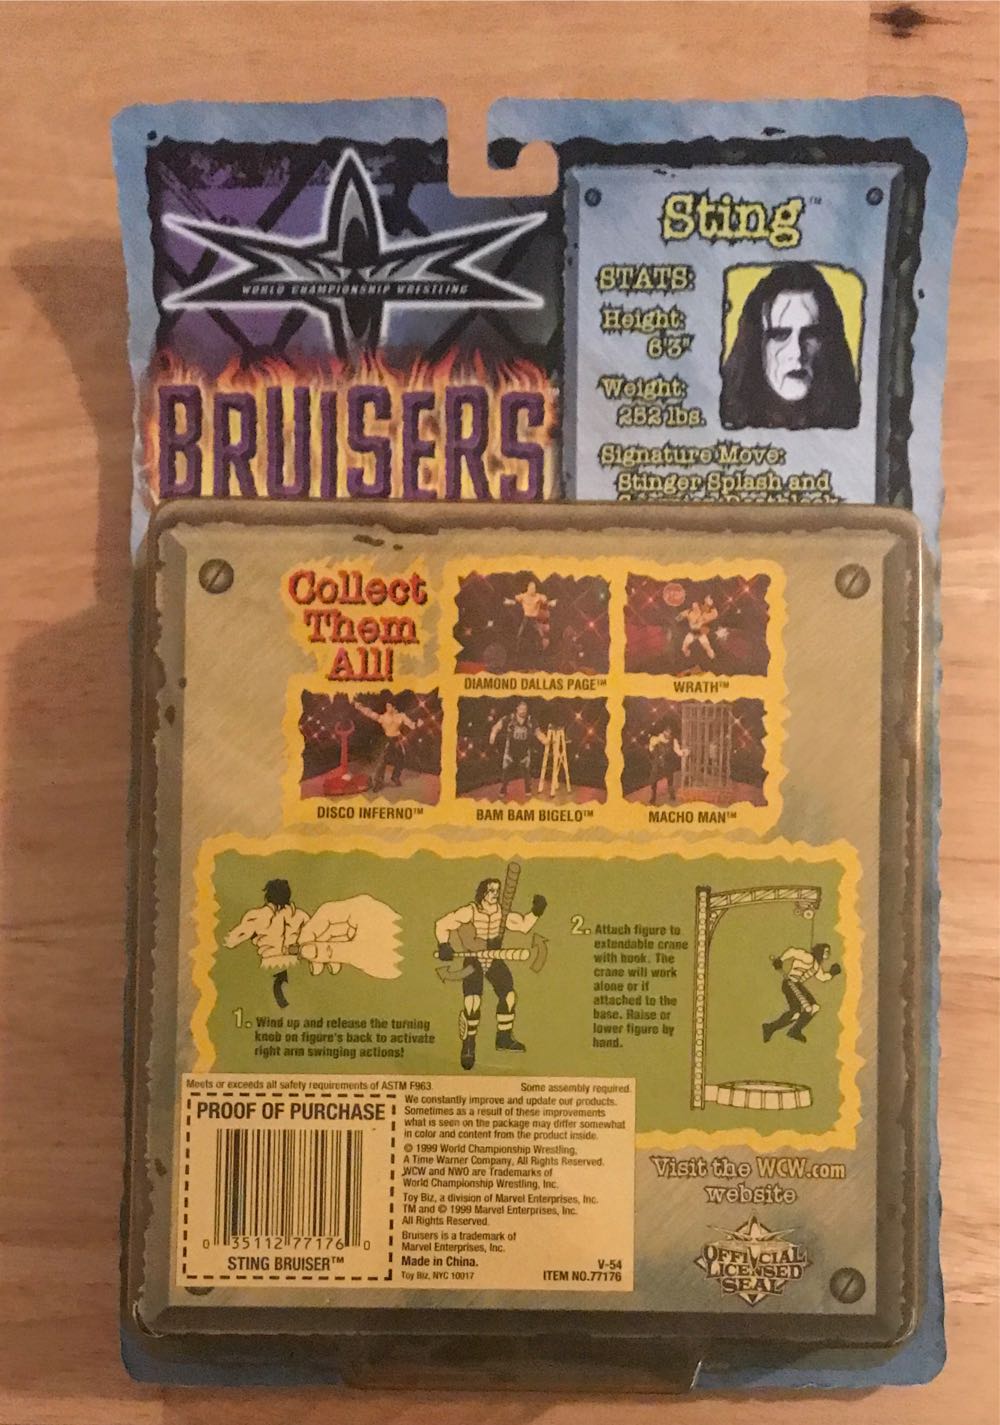 WORLD CHAMPIONSHIP WRESTLING
BRUISERS
Sting™
STATS:
Height:
6'3"
Weight:
252 lbs.
Signature Move:
Stinger Splash and
Collect
Them
All!
DIAMOND DALLAS PAGE™
WRATH™
DISCO INFERNO™
BAM BAM BIGELO™
MACHO MAN™
1. Wind up and release the turning
knob on figure's back to activate
right arm swinging actions!
2. Attach figure to
extendable crane
with hook. The
crane will work
alone or if
attached to the
base. Raise or
lower figure by
hand.
Meets or exceeds all safety requirements of ASTM F963
Some assembly required.
PROOF OF PURCHASE
0 35112 77176 0
STING BRUISER™
We constantly improve and update our products.
Sometimes as a result of these improvements
what is seen on the package may differ somewhat
in color and content from the product inside.
© 1999 World Championship Wrestling,
A Time Warner Company, All Rights Reserved.
WCW and NWO are Trademarks of
World Championship Wrestling, Inc.
Toy Biz, a division of Marvel Enterprises, Inc.
TM and © 1999 Marvel Enterprises, Inc.
All Rights Reserved.
Bruisers is a trademark of
Marvel Enterprises, Inc.
Made in China.
Toy Biz, NYC 10017
V-54
ITEM NO.77176
Visit the WCW.com
website
OFFICIAL
LICENSED
SEAL